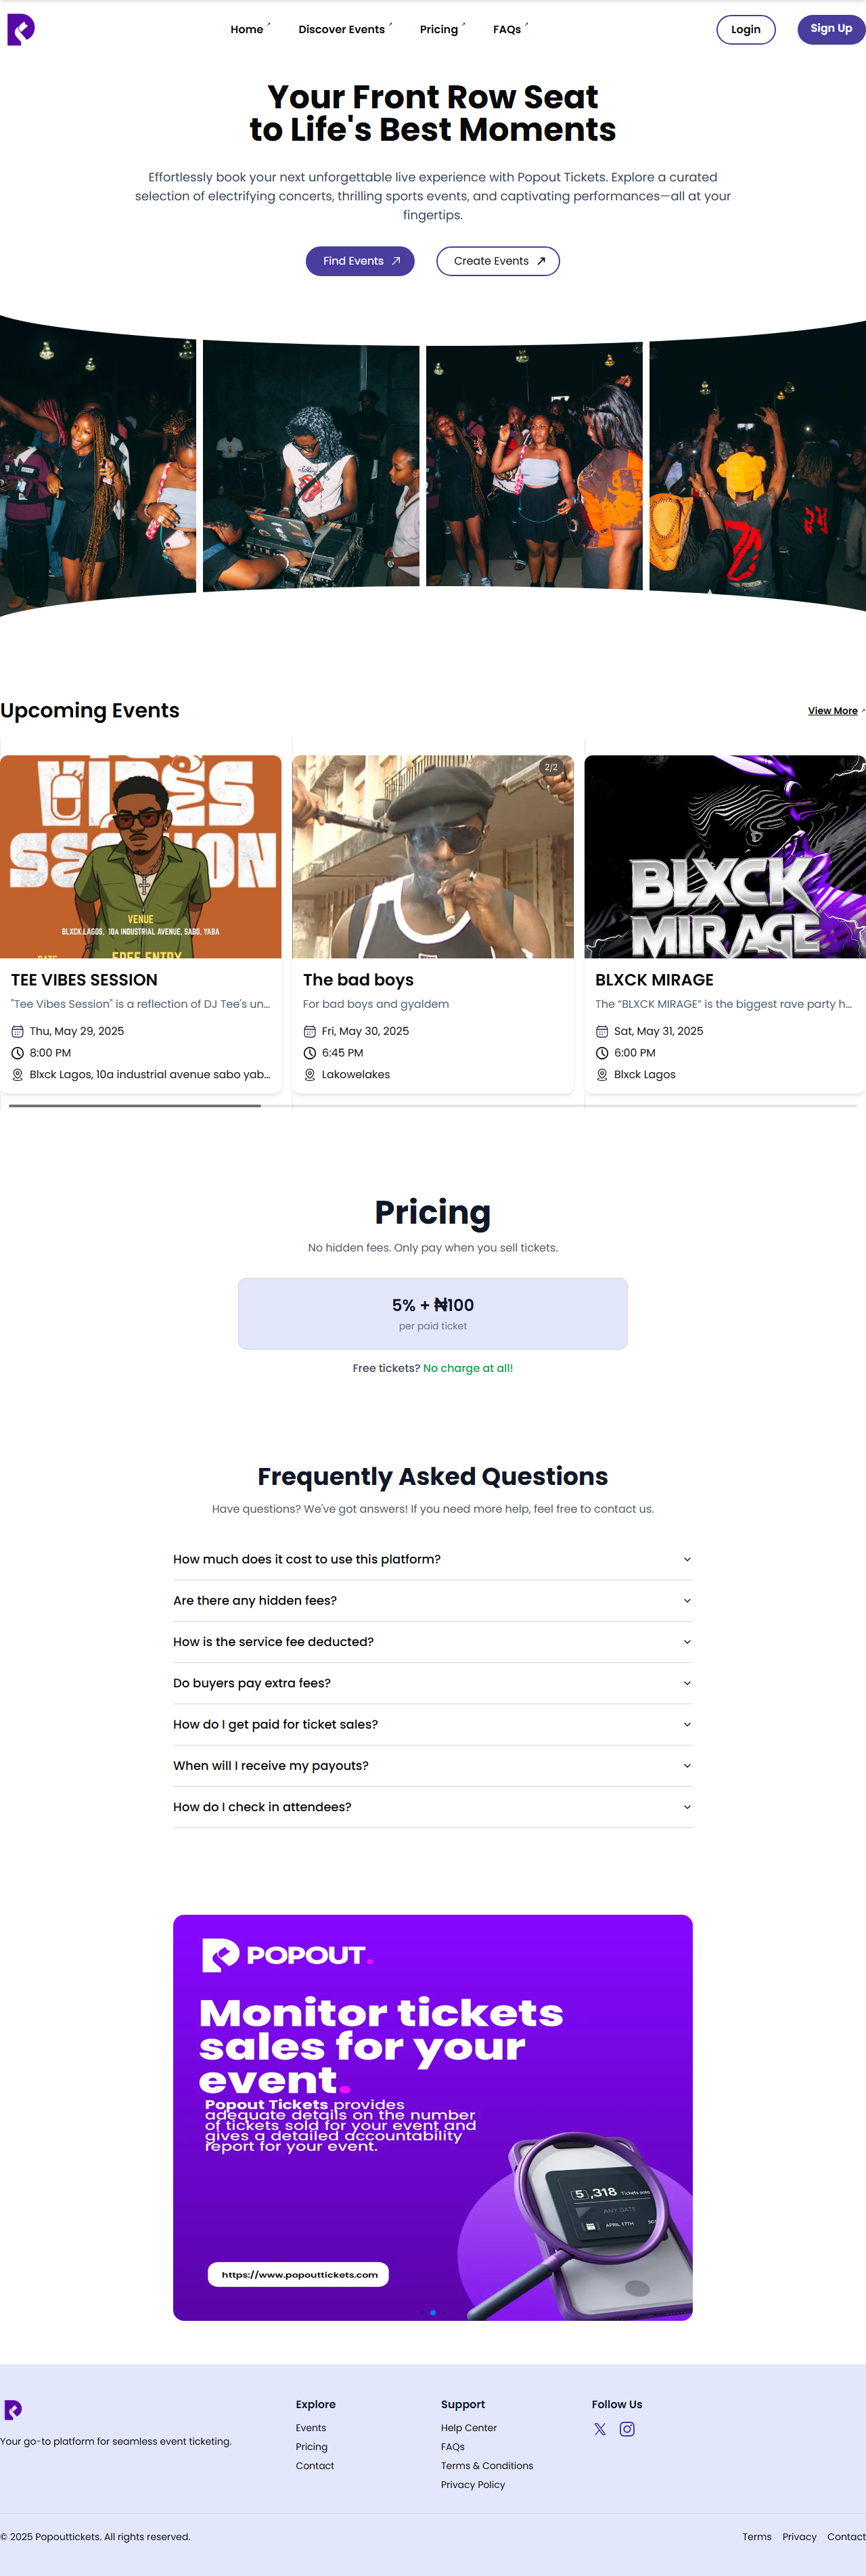 Home
Discover Events
Pricing
FAQs
Login
Sign Up
Your Front Row Seat
to Life's Best Moments
Effortlessly book your next unforgettable live experience with Popout Tickets. Explore a curated
selection of electrifying concerts, thrilling sports events, and captivating performances—all at your
fingertips.
Find Events
Create Events
Upcoming Events
View More
VIBES
SESSION
VENUE
BLXCK.LAGOS, 10A INDUSTRIAL AVENUE, SABO, YABA
DATE
FREE ENTRY
TEE VIBES SESSION
"Tee Vibes Session" is a reflection of DJ Tee's un...
Thu, May 29, 2025
8:00 PM
Blxck Lagos, 10a industrial avenue sabo yab...
2/2
The bad boys
For bad boys and gyaldem
Fri, May 30, 2025
6:45 PM
Lakowelakes
BLXCK
MIRAGE
BLXCK MIRAGE
The “BLXCK MIRAGE” is the biggest rave party h...
Sat, May 31, 2025
6:00 PM
Blxck Lagos
Pricing
No hidden fees. Only pay when you sell tickets.
5% + ₦100
per paid ticket
Free tickets? No charge at all!
Frequently Asked Questions
Have questions? We've got answers! If you need more help, feel free to contact us.
How much does it cost to use this platform?
Are there any hidden fees?
How is the service fee deducted?
Do buyers pay extra fees?
How do I get paid for ticket sales?
When will I receive my payouts?
How do I check in attendees?
POPOUT.
Monitor tickets
sales for your
event.
Popout Tickets provides
adequate details on the number
of tickets sold for your event and
gives a detailed accountability
report for your event.
5,318 Tickets sold
ANY DATE
APRIL 17TH
https://www.popouttickets.com
Your go-to platform for seamless event ticketing.
Explore
Events
Pricing
Contact
Support
Help Center
FAQs
Terms & Conditions
Privacy Policy
Follow Us
© 2025 Popouttickets. All rights reserved.
Terms
Privacy
Contact